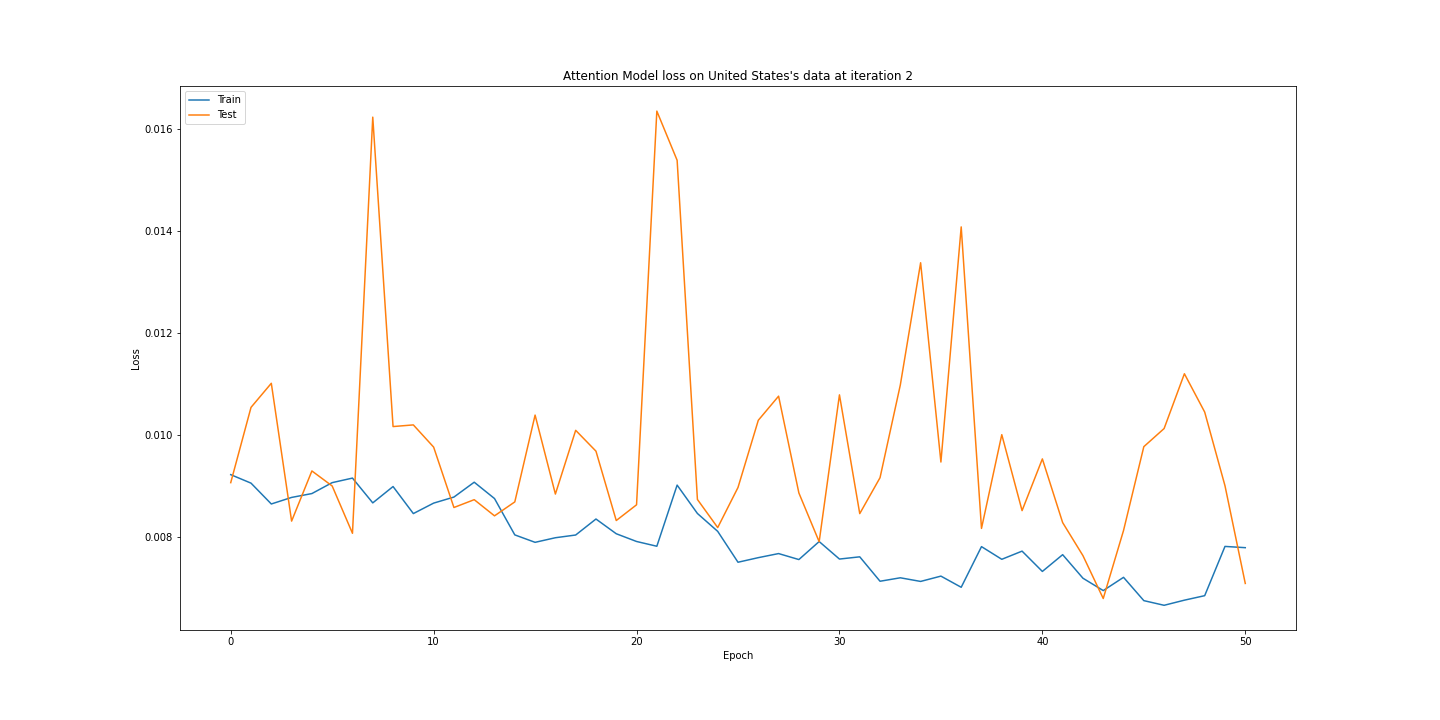 Attention Model loss on United States's data at iteration 2
Train
Test
0.016
0.014
0.012
0.010
0.008
Loss
0
10
20
30
40
50
Epoch